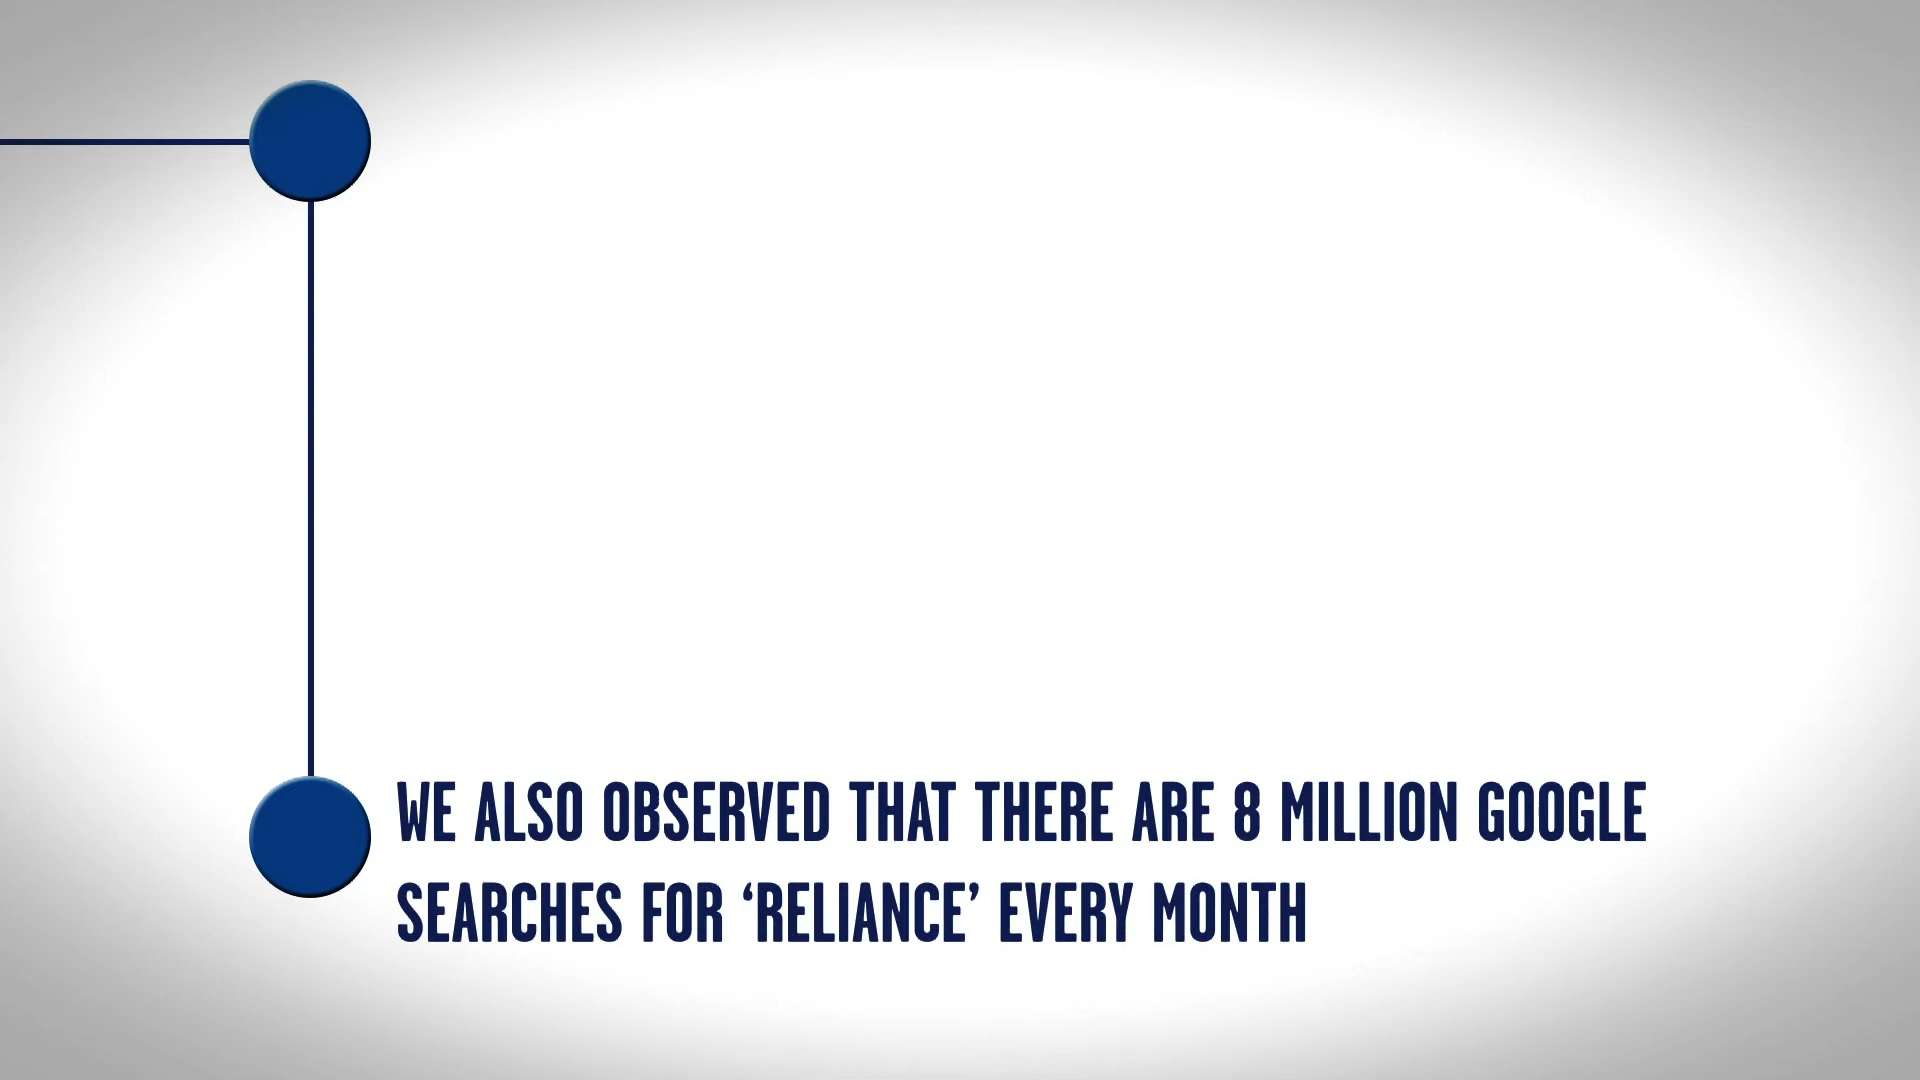 WE ALSO OBSERVED THAT THERE ARE 8 MILLION GOOGLE
SEARCHES FOR ‘RELIANCE’ EVERY MONTH